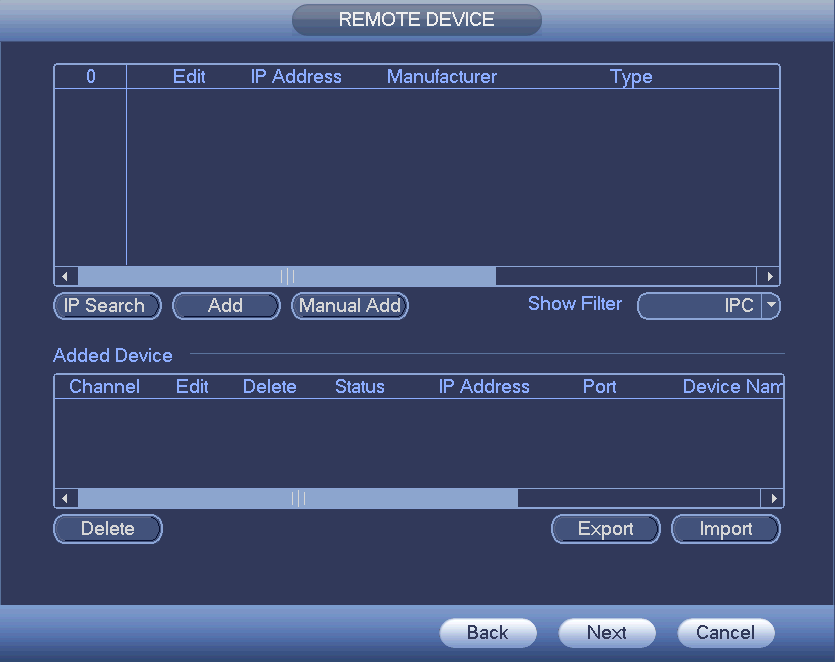 REMOTE DEVICE
0 Edit IP Address Manufacturer Type
IP Search Add Manual Add Show Filter IPC
Added Device
Channel Edit Delete Status IP Address Port Device Nam
Delete Export Import
Back Next Cancel